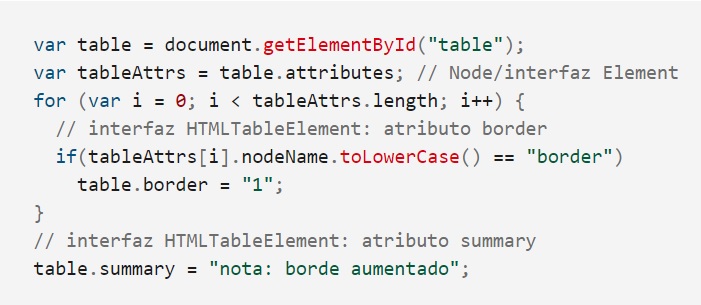 var table = document.getElementById("table");
var tableAttrs = table.attributes; // Node/interfaz Element
for (var i = 0; i < tableAttrs.length; i++) {
  // interfaz HTMLTableElement: atributo border
  if(tableAttrs[i].nodeName.toLowerCase() == "border")
    table.border = "1";
}
// interfaz HTMLTableElement: atributo summary
table.summary = "nota: borde aumentado";